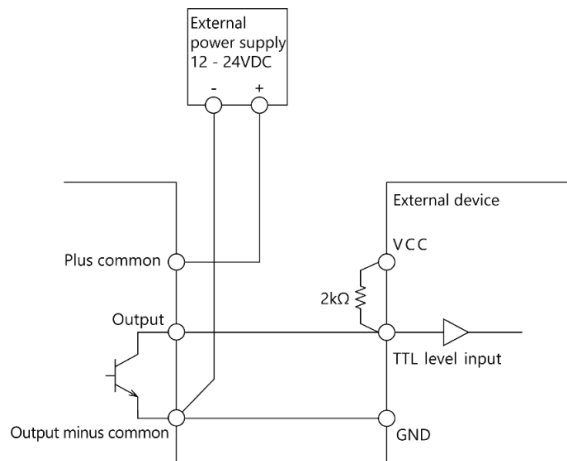 External
power supply
12 - 24VDC
- +
External device
Plus common
VCC
2kΩ
Output
TTL level input
Output minus common
GND